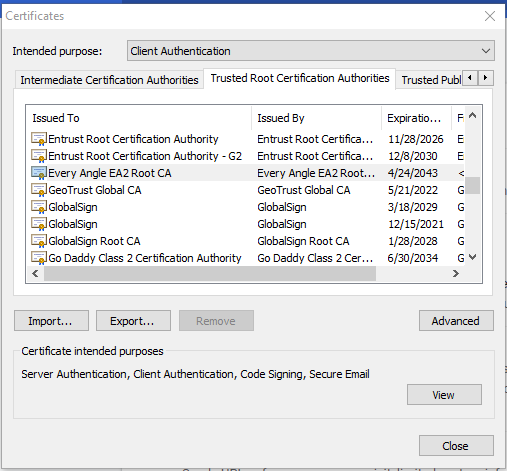 Certificates
Intended purpose: Client Authentication
Intermediate Certification Authorities Trusted Root Certification Authorities Trusted Publ
Issued To Issued By Expiratio... F
Entrust Root Certification Authority Entrust Root Certifica... 11/28/2026 E
Entrust Root Certification Authority - G2 Entrust Root Certifica... 12/8/2030 E
Every Angle EA2 Root CA Every Angle EA2 Root... 4/24/2043 <
GeoTrust Global CA GeoTrust Global CA 5/21/2022 G
GlobalSign GlobalSign 3/18/2029 G
GlobalSign GlobalSign 12/15/2021 G
GlobalSign Root CA GlobalSign Root CA 1/28/2028 G
Go Daddy Class 2 Certification Authority Go Daddy Class 2 Cer... 6/30/2034 G
Import... Export... Remove Advanced
Certificate intended purposes
Server Authentication, Client Authentication, Code Signing, Secure Email
View
Close